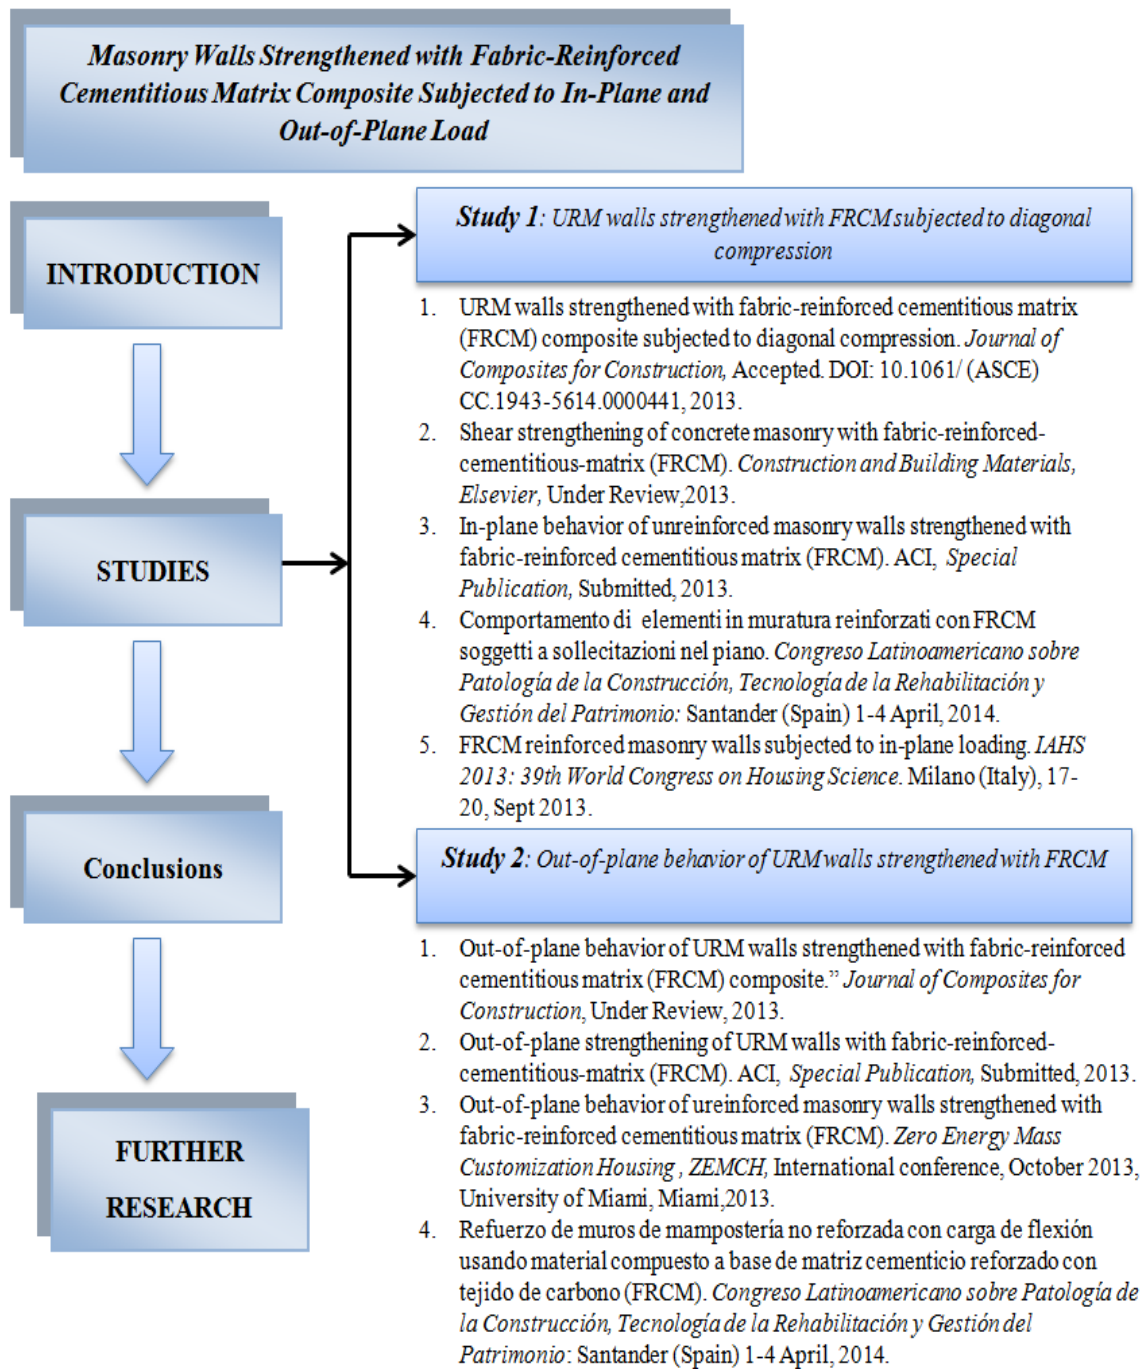 Masonry Walls Strengthened with Fabric-Reinforced
Cementitious Matrix Composite Subjected to In-Plane and
Out-of-Plane Load
INTRODUCTION
STUDIES
Conclusions
FURTHER
RESEARCH
Study 1: URM walls strengthened with FRCM subjected to diagonal
compression
1. URM walls strengthened with fabric-reinforced cementitious matrix
(FRCM) composite subjected to diagonal compression. Journal of
Composites for Construction, Accepted. DOI: 10.1061/ (ASCE)
CC.1943-5614.0000441, 2013.
2. Shear strengthening of concrete masonry with fabric-reinforced-
cementitious-matrix (FRCM). Construction and Building Materials,
Elsevier, Under Review,2013.
3. In-plane behavior of unreinforced masonry walls strengthened with
fabric-reinforced cementitious matrix (FRCM). ACI, Special
Publication, Submitted, 2013.
4. Comportamento di elementi in muratura reinforzati con FRCM
soggetti a sollecitazioni nel piano. Congreso Latinoamericano sobre
Patología de la Construcción, Tecnología de la Rehabilitación y
Gestión del Patrimonio: Santander (Spain) 1-4 April, 2014.
5. FRCM reinforced masonry walls subjected to in-plane loading. IAHS
2013: 39th World Congress on Housing Science. Milano (Italy), 17-
20, Sept 2013.
Study 2: Out-of-plane behavior of URM walls strengthened with FRCM
1. Out-of-plane behavior of URM walls strengthened with fabric-reinforced
cementitious matrix (FRCM) composite.” Journal of Composites for
Construction, Under Review, 2013.
2. Out-of-plane strengthening of URM walls with fabric-reinforced-
cementitious-matrix (FRCM). ACI, Special Publication, Submitted, 2013.
3. Out-of-plane behavior of ureinforced masonry walls strengthened with
fabric-reinforced cementitious matrix (FRCM). Zero Energy Mass
Customization Housing , ZEMCH, International conference, October 2013,
University of Miami, Miami,2013.
4. Refuerzo de muros de mampostería no reforzada con carga de flexión
usando material compuesto a base de matriz cementicio reforzado con
tejido de carbono (FRCM). Congreso Latinoamericano sobre Patología de
la Construcción, Tecnología de la Rehabilitación y Gestión del
Patrimonio: Santander (Spain) 1-4 April, 2014.